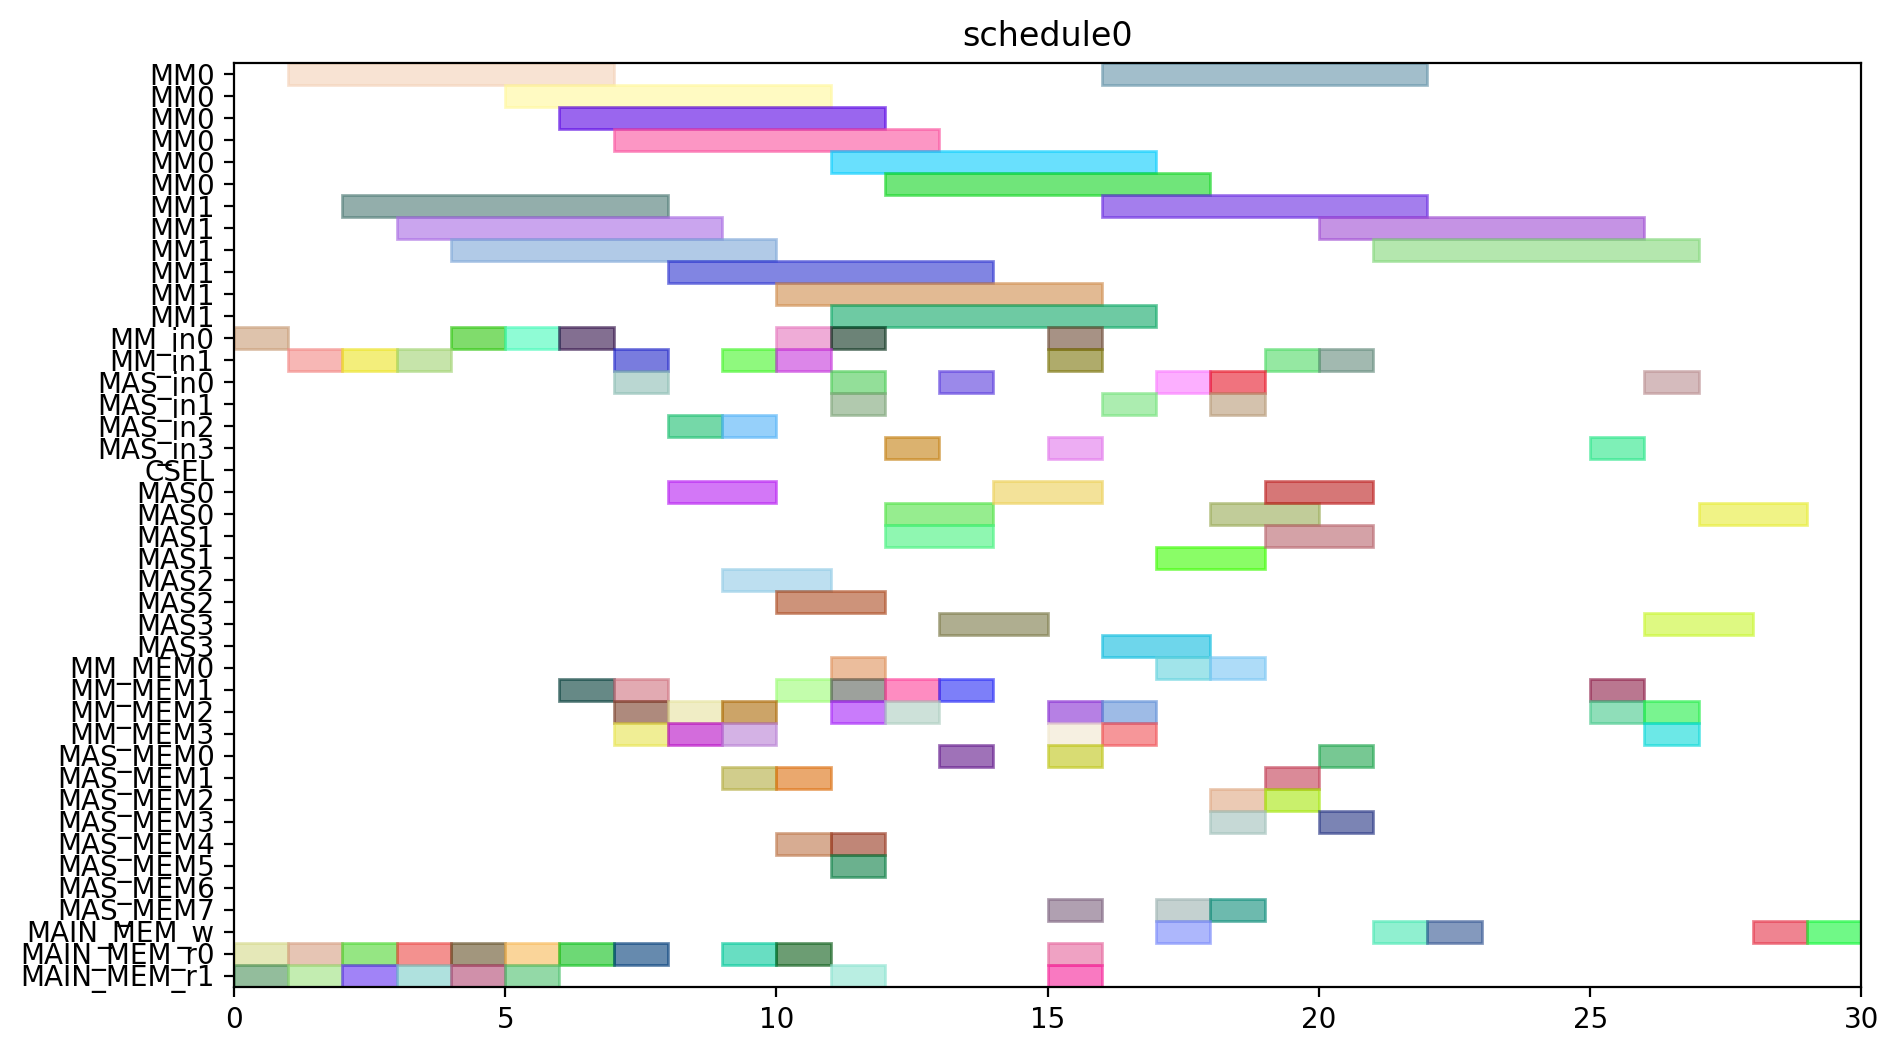 schedule0
MM0
MM0
MM0
MM0
MM0
MM0
MM1
MM1
MM1
MM1
MM1
MM1
MM_in0
MM_in1
MAS_in0
MAS_in1
MAS_in2
MAS_in3
CSEL
MAS0
MAS0
MAS1
MAS1
MAS2
MAS2
MAS3
MAS3
MM_MEM0
MM_MEM1
MM_MEM2
MM_MEM3
MAS_MEM0
MAS_MEM1
MAS_MEM2
MAS_MEM3
MAS_MEM4
MAS_MEM5
MAS_MEM6
MAS_MEM7
MAIN_MEM_w
MAIN_MEM_r0
MAIN_MEM_r1
0 5 10 15 20 25 30